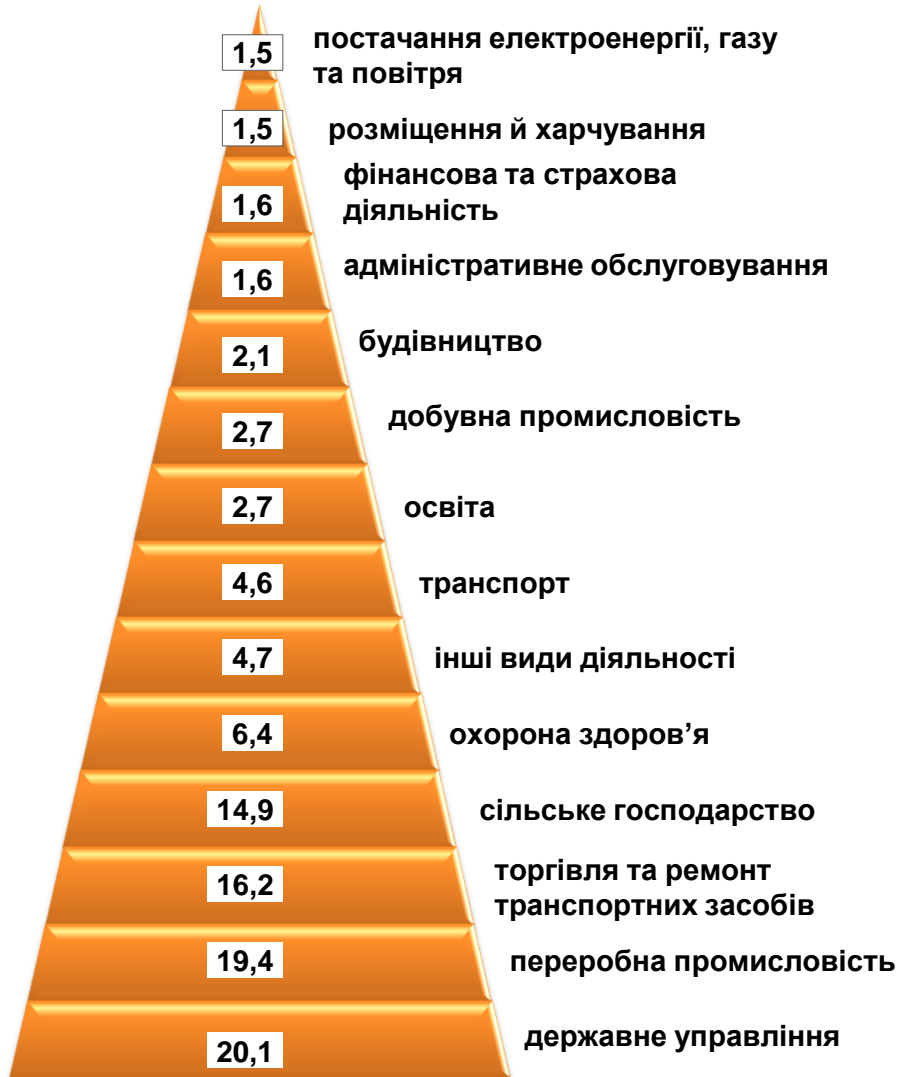 1,5
постачання електроенергії, газу
та повітря
1,5
розміщення й харчування
1,6
фінансова та страхова
діяльність
1,6
адміністративне обслуговування
2,1
будівництво
2,7
добувна промисловість
2,7
освіта
4,6
транспорт
4,7
інші види діяльності
6,4
охорона здоров’я
14,9
сільське господарство
16,2
торгівля та ремонт
транспортних засобів
19,4
переробна промисловість
20,1
державне управління